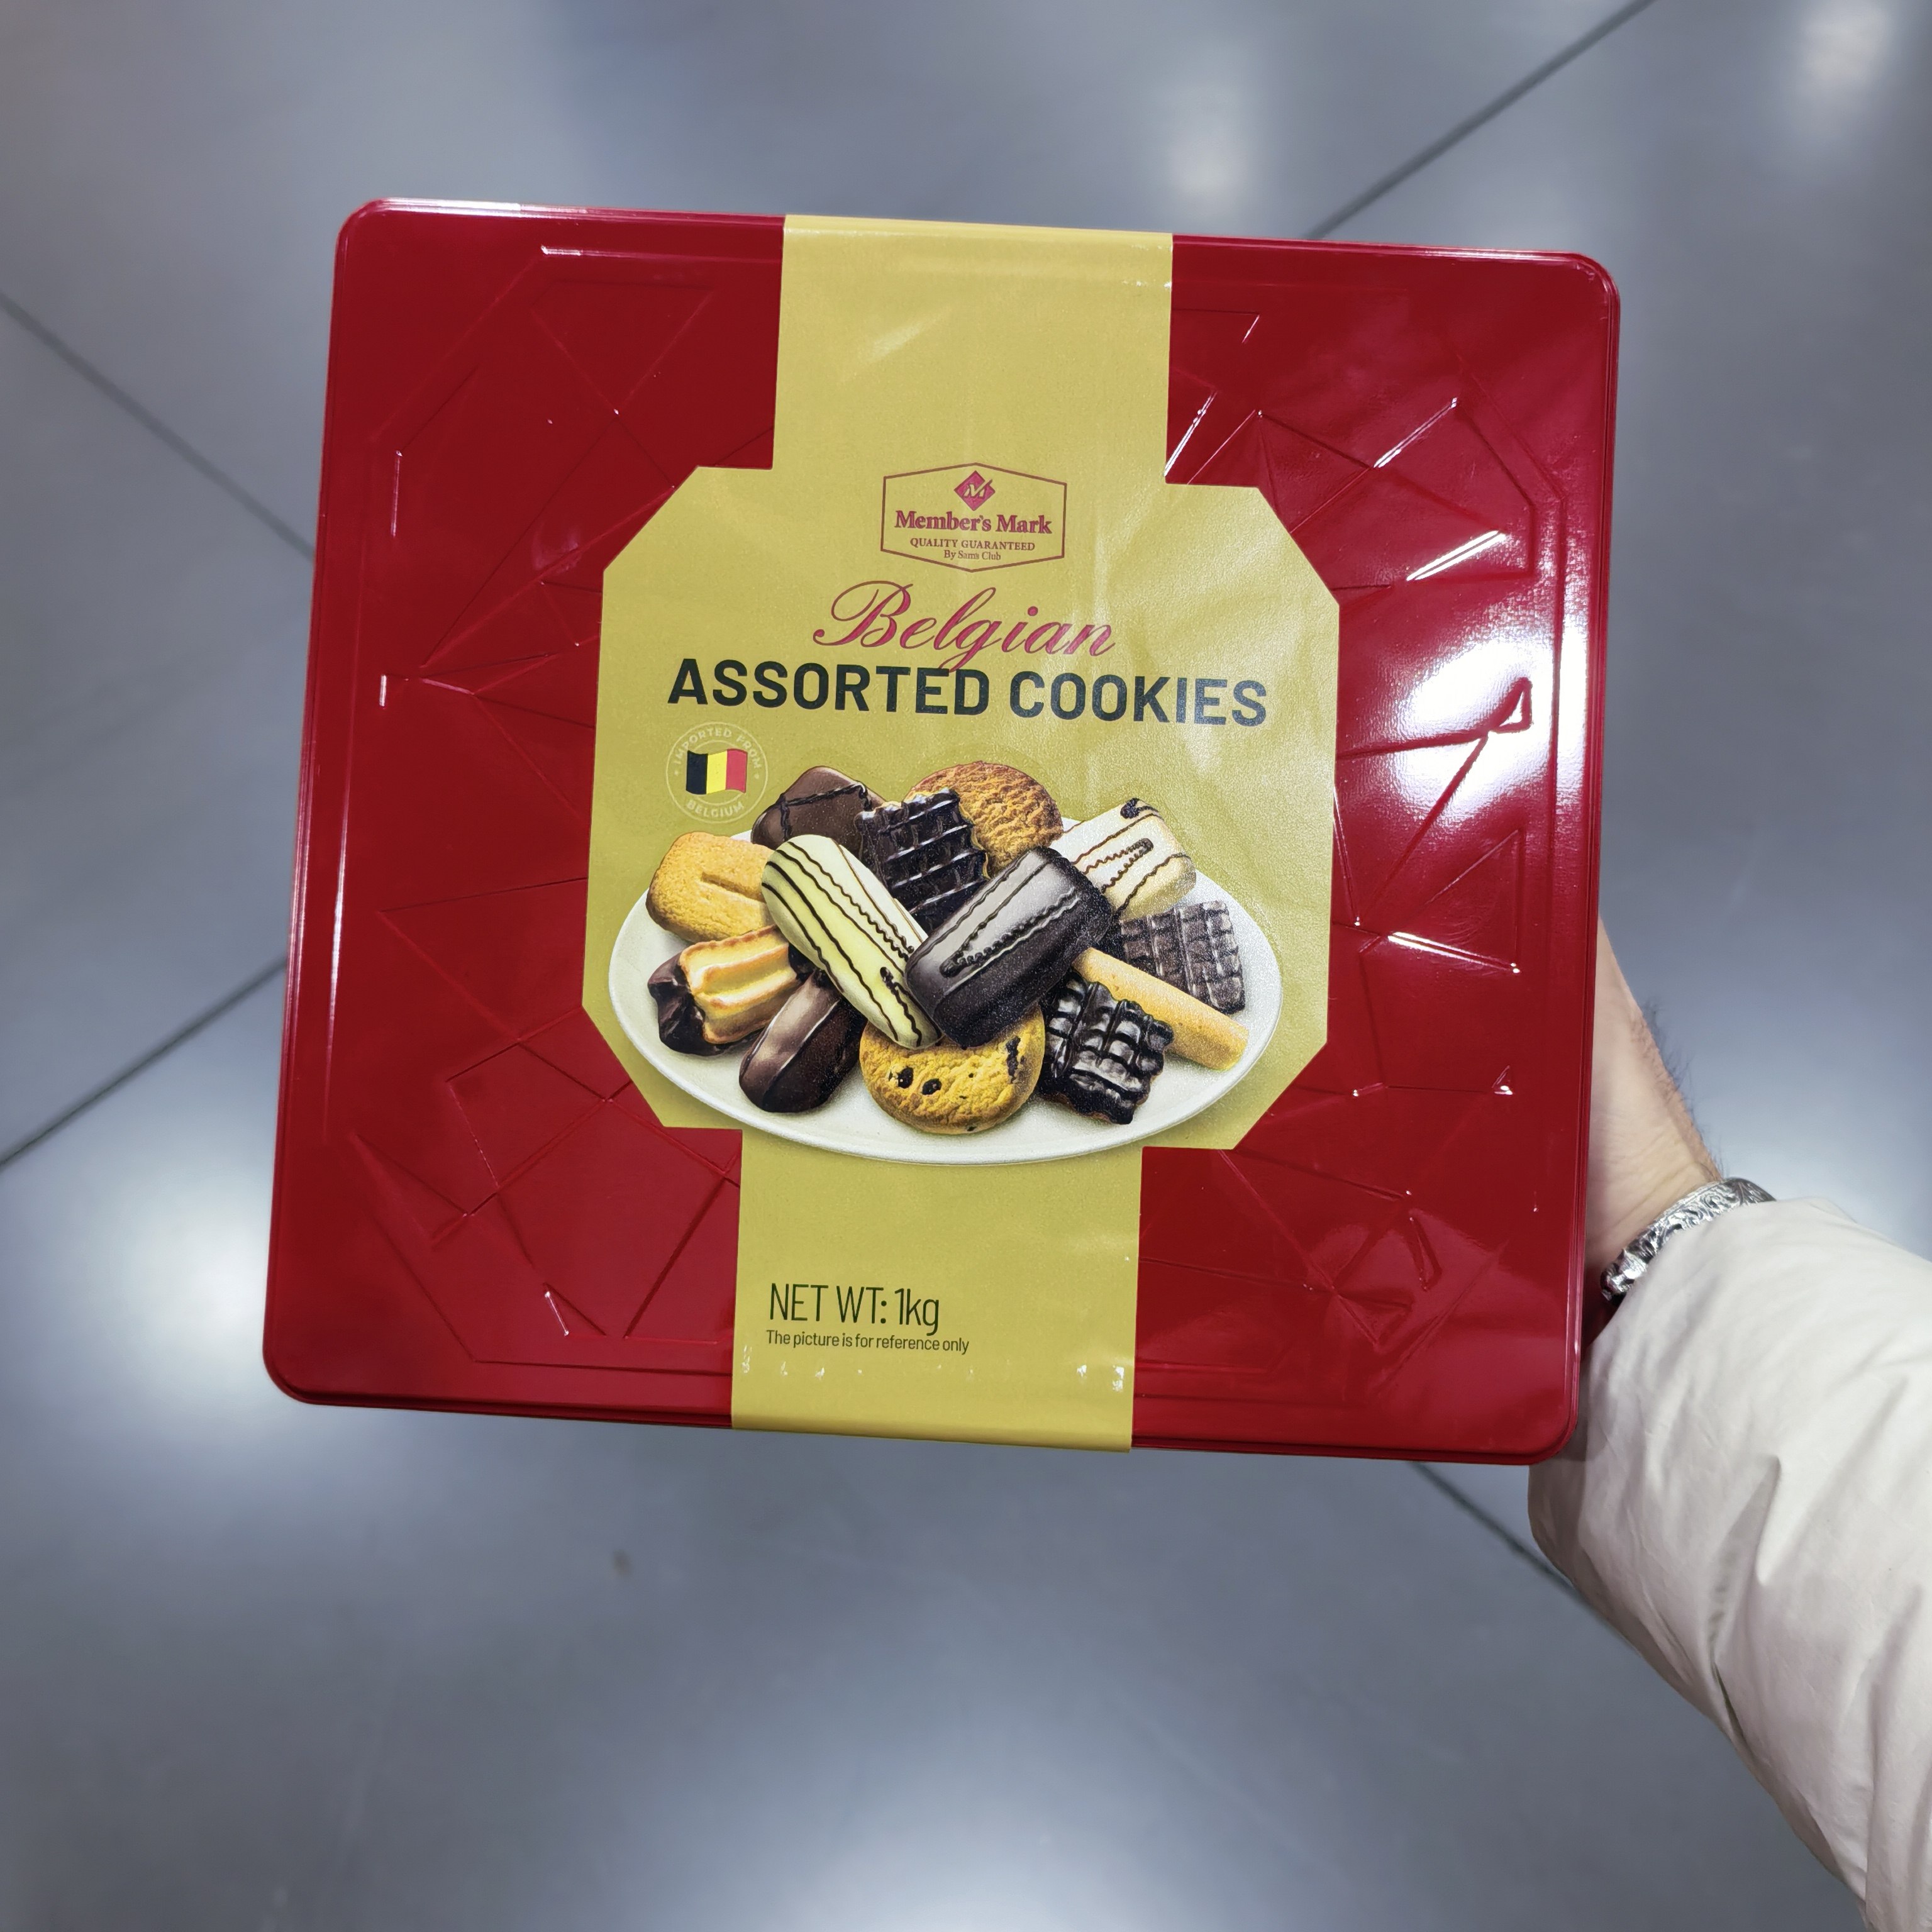 Member's Mark
QUALITY GUARANTEED
By Sam's Club
Belgian
ASSORTED COOKIES
IMPORTED FROM
BELGIUM
NET WT: 1kg
The picture is for reference only